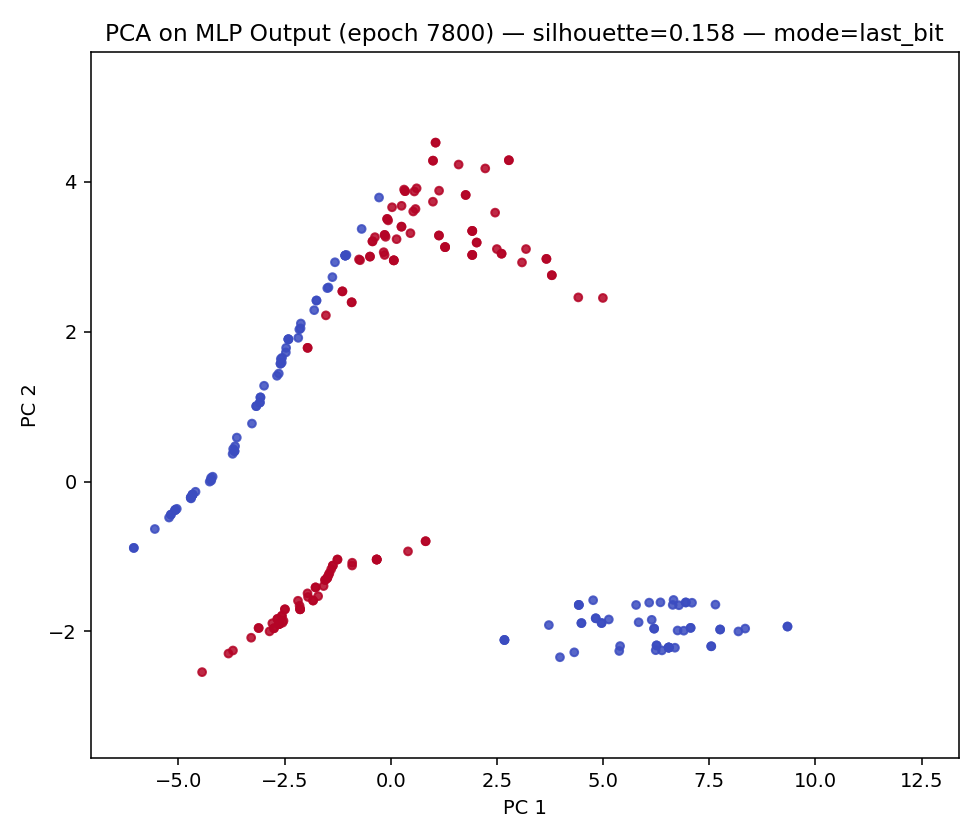 PCA on MLP Output (epoch 7800) — silhouette=0.158 — mode=last_bit
PC 2
4
2
0
−2
−5.0 −2.5 0.0 2.5 5.0 7.5 10.0 12.5
PC 1